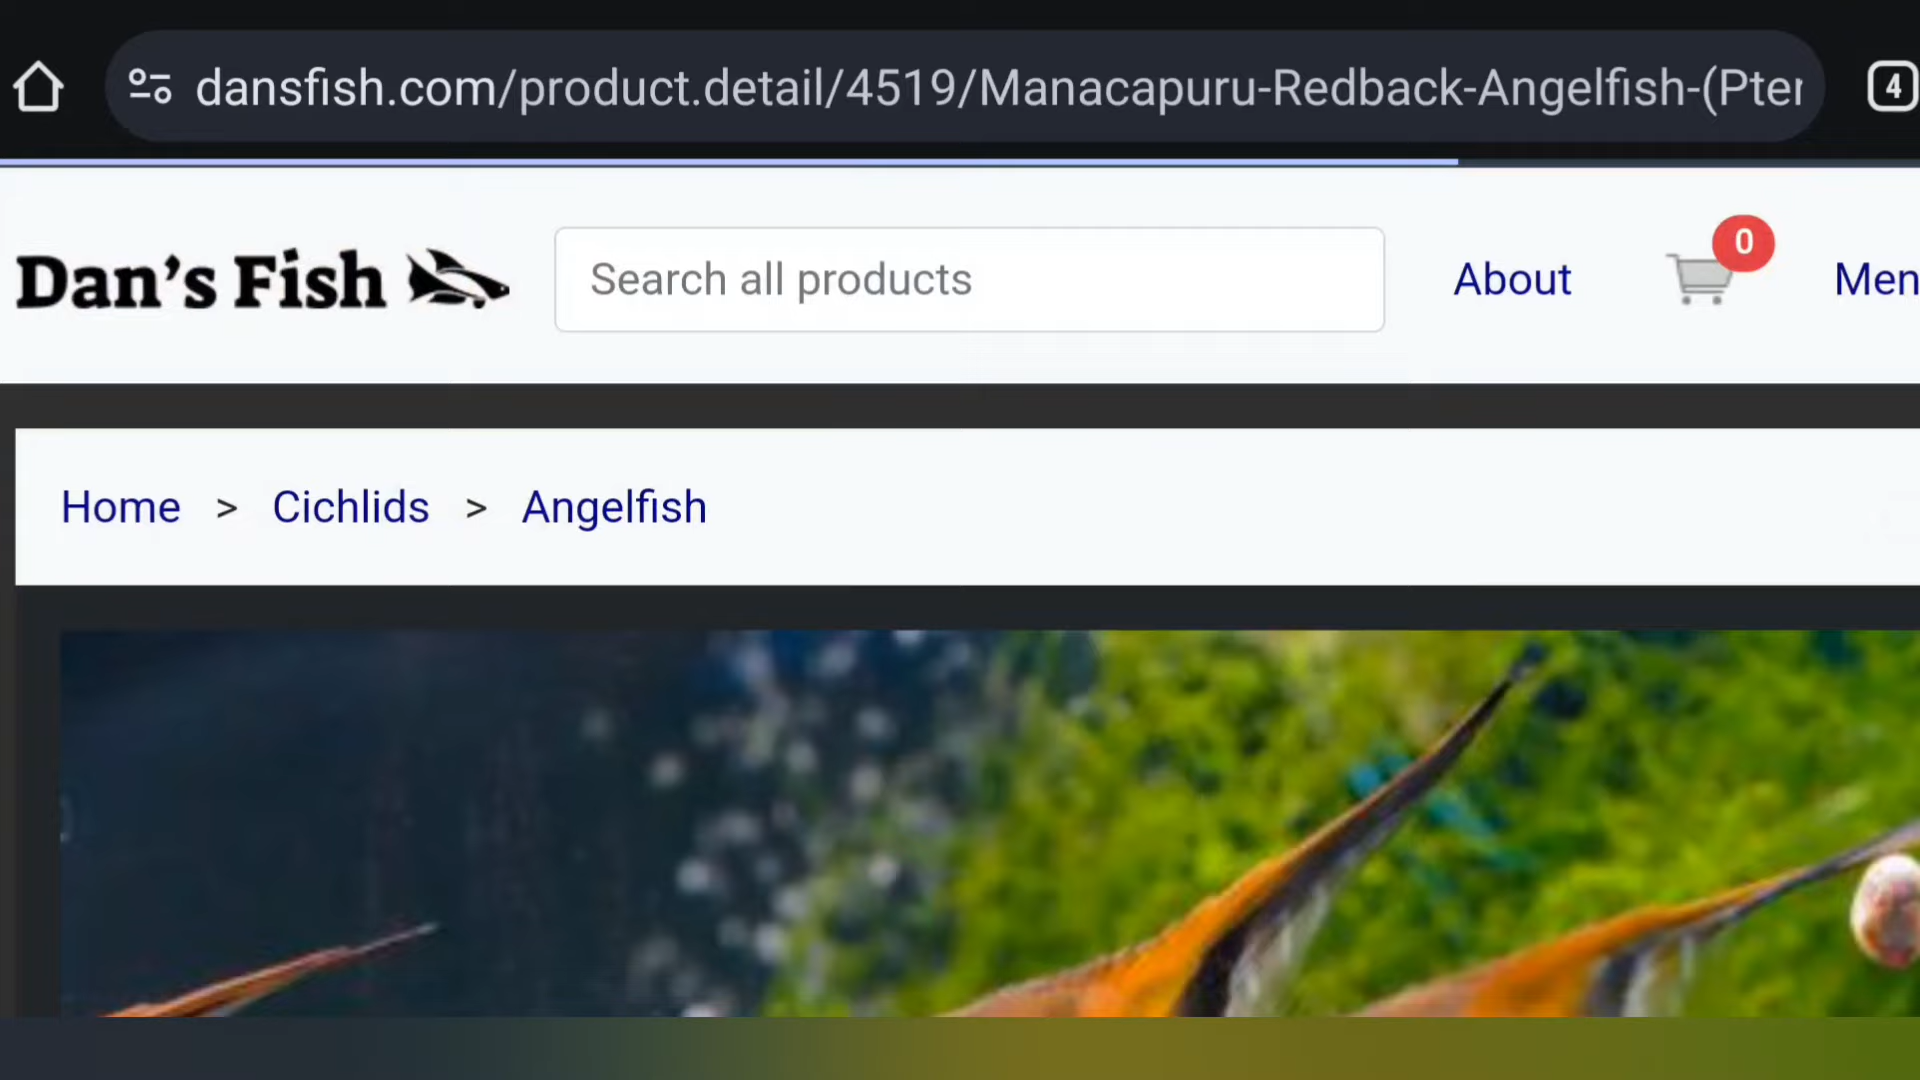 dansfish.com/product.detail/4519/Manacapuru-Redback-Angelfish-(Pter
4
Dan's Fish
Search all products
About
0
Men
Home > Cichlids > Angelfish